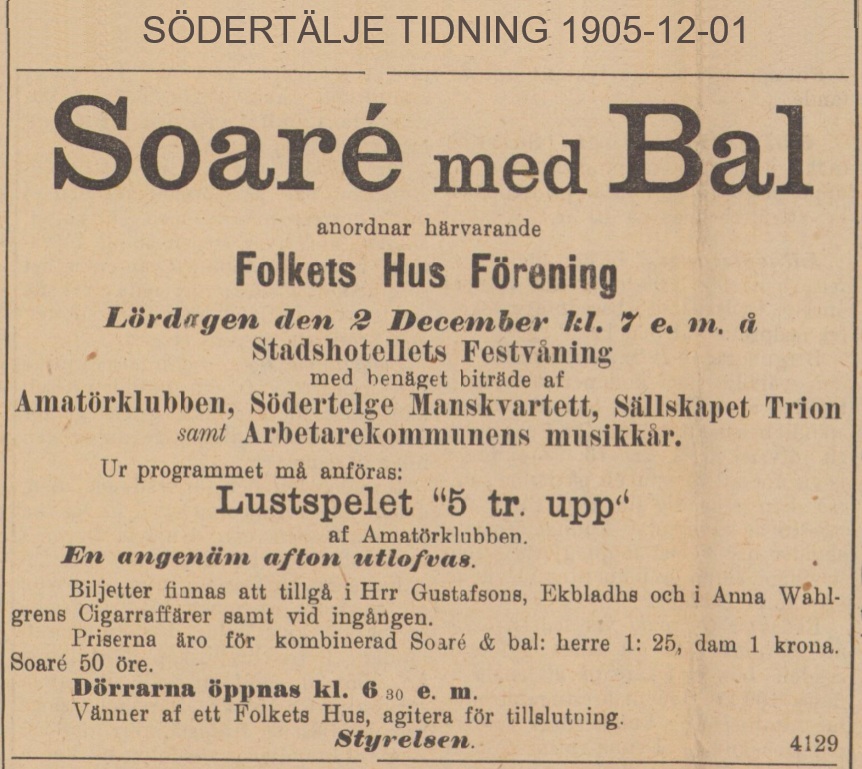 SÖDERTÄLJE TIDNING 1905-12-01
Soaré med Bal
anordnar härvarande
Folkets Hus Förening
Lördagen den 2 December kl. 7 e. m. å
Stadshotellets Festvåning
med benäget biträde af
Amatörklubben, Södertelge Manskvartett, Sällskapet Trion
samt Arbetarekommunens musikkår.
Ur programmet må anföras:
Lustspelet “5 tr. upp“
af Amatörklubben.
En angenäm afton utlofvas.
Biljetter finnas att tillgå i Hrr Gustafsons, Ekbladhs och i Anna Wahl-
grens Cigarraffärer samt vid ingången.
Priserna äro för kombinerad Soaré & bal: herre 1: 25, dam 1 krona.
Soaré 50 öre.
Dörrarna öppnas kl. 6 30 e. m.
Vänner af ett Folkets Hus, agitera för tillslutning.
Styrelsen.
4129